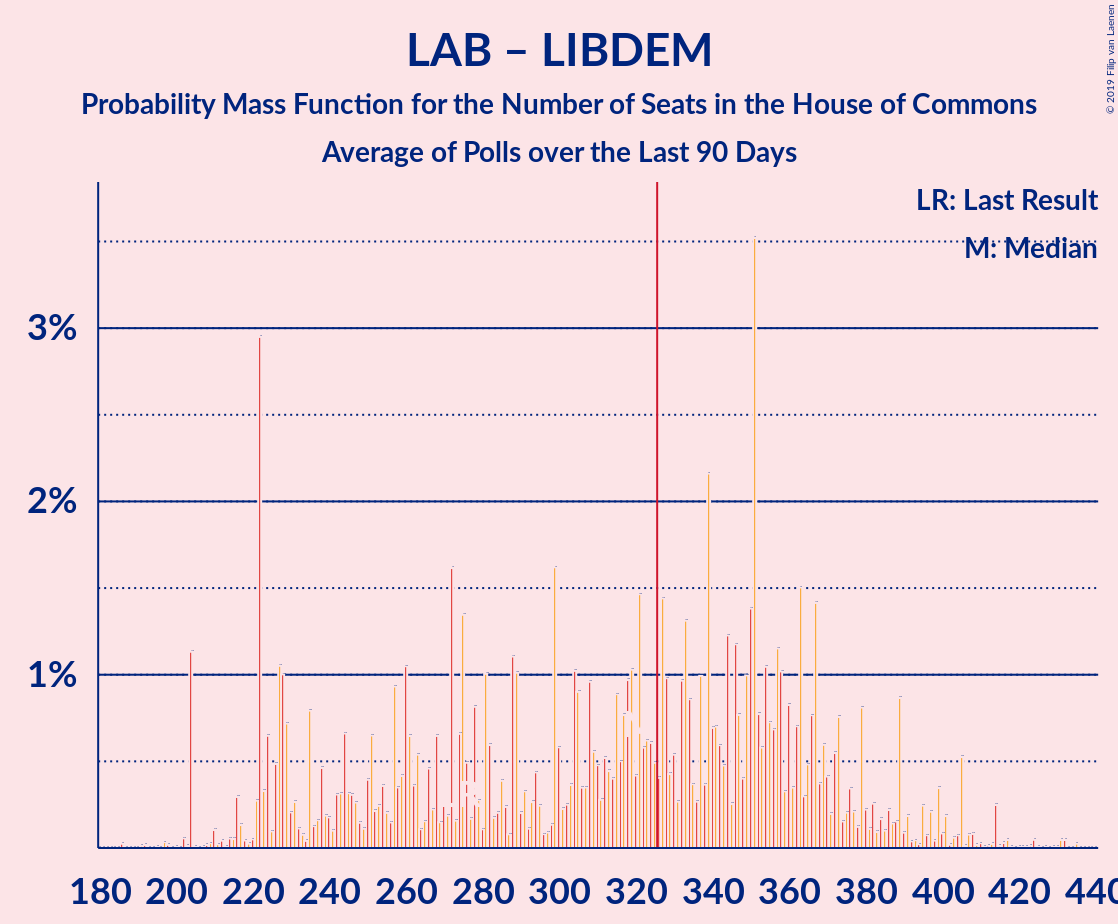 LAB – LIBDEM
Probability Mass Function for the Number of Seats in the House of Commons
Average of Polls over the Last 90 Days
© 2019 Filip van Laenen
LR: Last Result
M: Median
3%
2%
1%
180 200 220 240 260 280 300 320 340 360 380 400 420 440